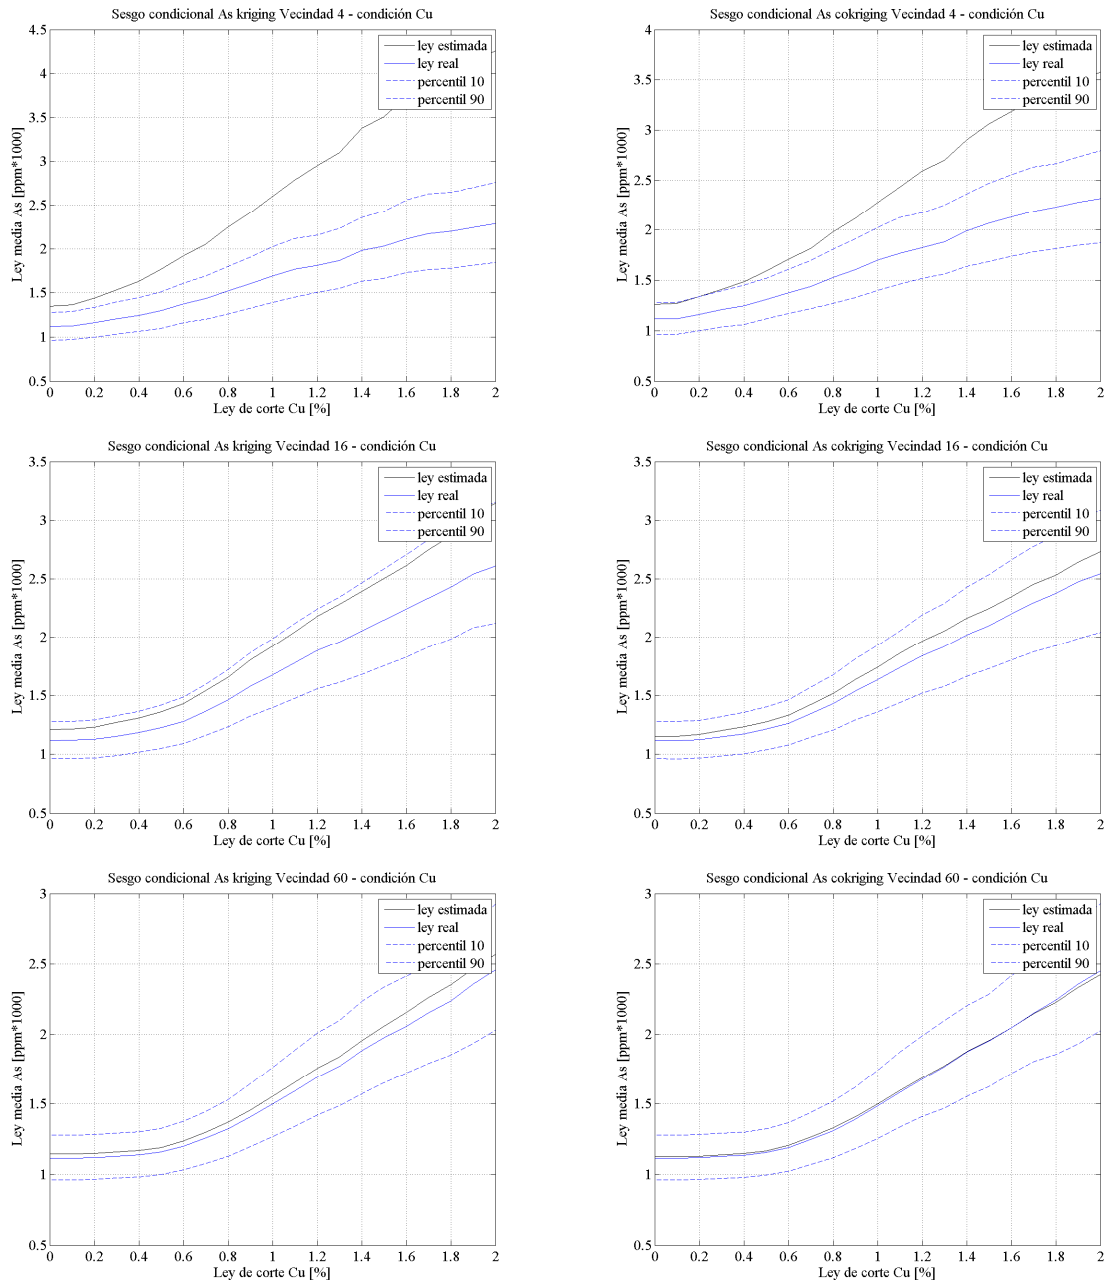 Sesgo condicional As kriging Vecindad 4 - condición Cu
4.5
4
3.5
3
2.5
2
1.5
1
0.5
Ley media As [ppm*1000]
ley estimada
ley real
percentil 10
percentil 90
0 0.2 0.4 0.6 0.8 1 1.2 1.4 1.6 1.8 2
Ley de corte Cu [%]
Sesgo condicional As cokriging Vecindad 4 - condición Cu
4
3.5
3
2.5
2
1.5
1
0.5
Ley media As [ppm*1000]
ley estimada
ley real
percentil 10
percentil 90
0 0.2 0.4 0.6 0.8 1 1.2 1.4 1.6 1.8 2
Ley de corte Cu [%]
Sesgo condicional As kriging Vecindad 16 - condición Cu
3.5
3
2.5
2
1.5
1
0.5
Ley media As [ppm*1000]
ley estimada
ley real
percentil 10
percentil 90
0 0.2 0.4 0.6 0.8 1 1.2 1.4 1.6 1.8 2
Ley de corte Cu [%]
Sesgo condicional As cokriging Vecindad 16 - condición Cu
3.5
3
2.5
2
1.5
1
0.5
Ley media As [ppm*1000]
ley estimada
ley real
percentil 10
percentil 90
0 0.2 0.4 0.6 0.8 1 1.2 1.4 1.6 1.8 2
Ley de corte Cu [%]
Sesgo condicional As kriging Vecindad 60 - condición Cu
3
2.5
2
1.5
1
0.5
Ley media As [ppm*1000]
ley estimada
ley real
percentil 10
percentil 90
0 0.2 0.4 0.6 0.8 1 1.2 1.4 1.6 1.8 2
Ley de corte Cu [%]
Sesgo condicional As cokriging Vecindad 60 - condición Cu
3
2.5
2
1.5
1
0.5
Ley media As [ppm*1000]
ley estimada
ley real
percentil 10
percentil 90
0 0.2 0.4 0.6 0.8 1 1.2 1.4 1.6 1.8 2
Ley de corte Cu [%]